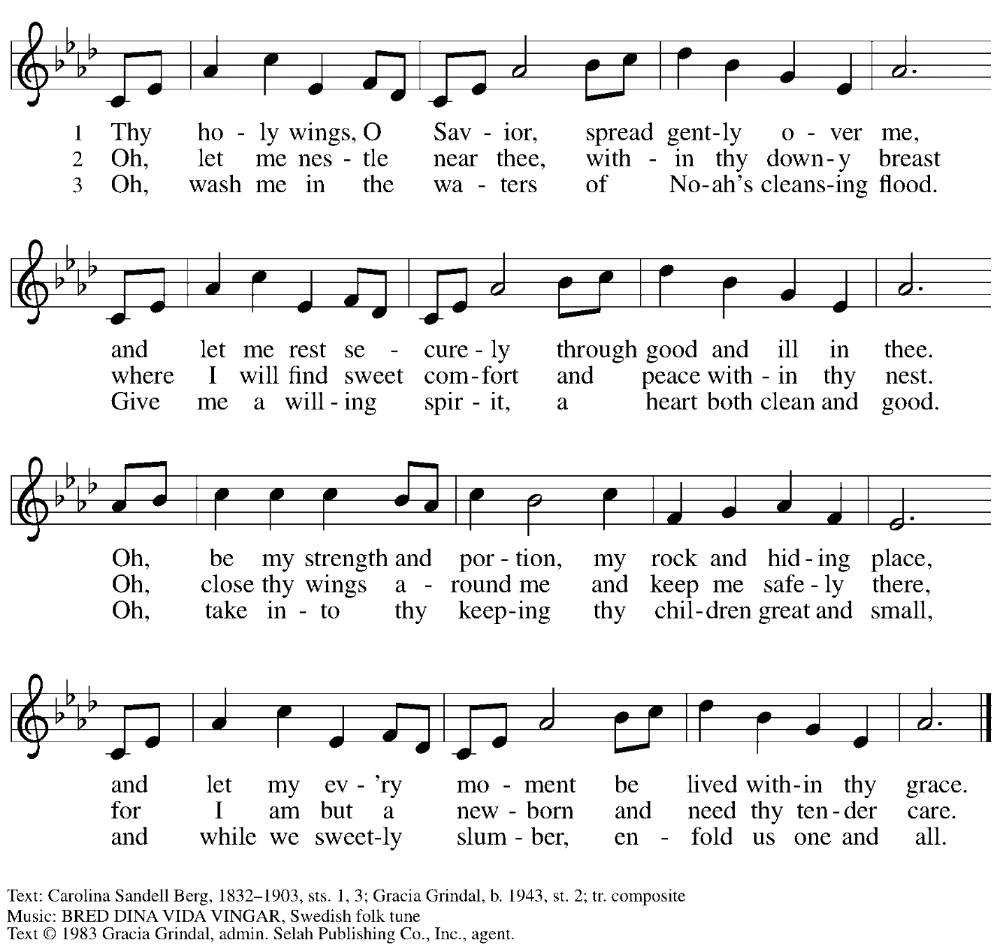 1 Thy ho - ly wings, O Sav - ior, spread gent - ly o - ver me,
2 Oh, let me nes - tle near thee, with - in thy down - y breast
3 Oh, wash me in the wa - ters of No - ah's cleans - ing flood.
and let me rest se - cure - ly through good and ill in thee.
where I will find sweet com - fort and peace with - in thy nest.
Give me a will - ing spir - it, a heart both clean and good.
Oh, be my strength and por - tion, my rock and hid - ing place,
Oh, close thy wings a - round me and keep me safe - ly there,
Oh, take in - to thy keep - ing thy chil - dren great and small,
and let my ev - 'ry mo - ment be lived with - in thy grace.
for I am but a new - born and need thy ten - der care.
and while we sweet - ly slum - ber, en - fold us one and all.
Text: Carolina Sandell Berg, 1832–1903, sts. 1, 3; Gracia Grindal, b. 1943, st. 2; tr. composite
Music: BRED DINA VIDA VINGAR, Swedish folk tune
Text © 1983 Gracia Grindal, admin. Selah Publishing Co., Inc., agent.